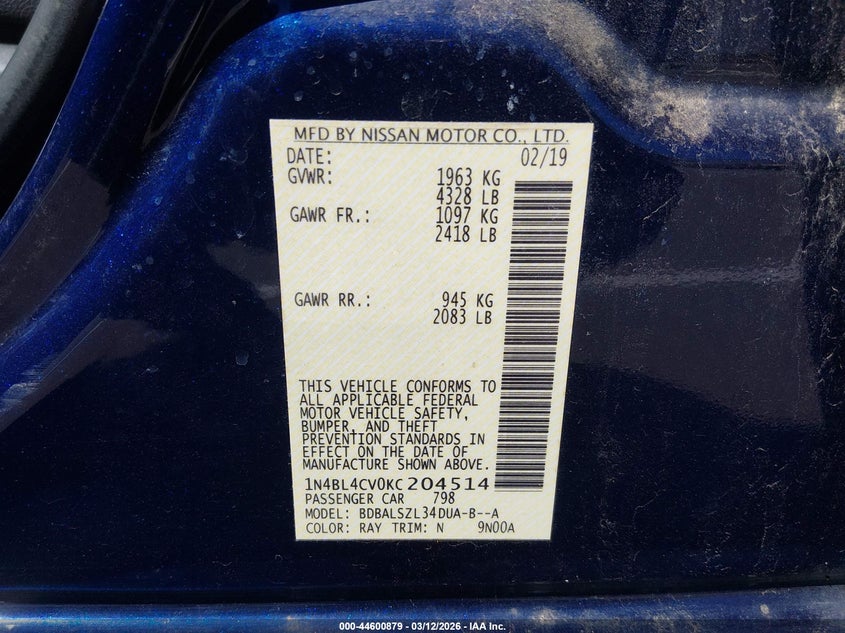 MFD BY NISSAN MOTOR CO., LTD.
DATE: 02/19
GVWR: 1963 KG
4328 LB
GAWR FR.: 1097 KG
2418 LB
GAWR RR.: 945 KG
2083 LB
THIS VEHICLE CONFORMS TO
ALL APPLICABLE FEDERAL
MOTOR VEHICLE SAFETY,
BUMPER, AND THEFT
PREVENTION STANDARDS IN
EFFECT ON THE DATE OF
MANUFACTURE SHOWN ABOVE.
1N4BL4CV0KC204514
PASSENGER CAR 798
MODEL: BDBALSZL34DUA-B--A
COLOR: RAY TRIM: N 9N00A
000-44600879 - 03/12/2026 - IAA Inc.